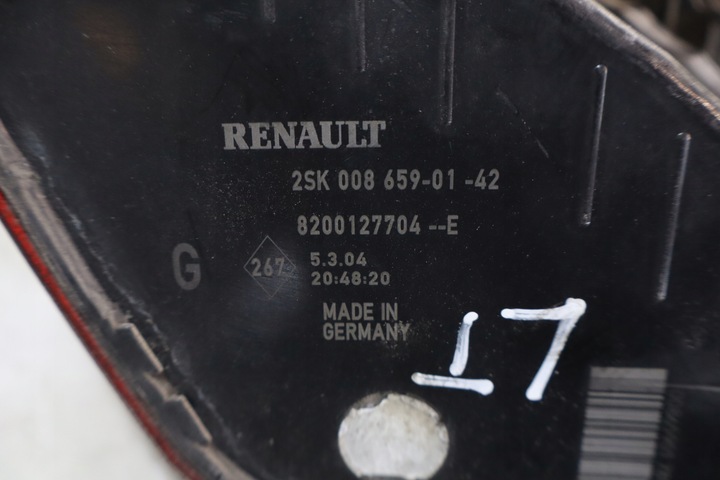 RENAULT
2SK 008 659-01 -42
8200127704 --E
G
267
5.3.04
20:48:20
MADE IN
GERMANY
17